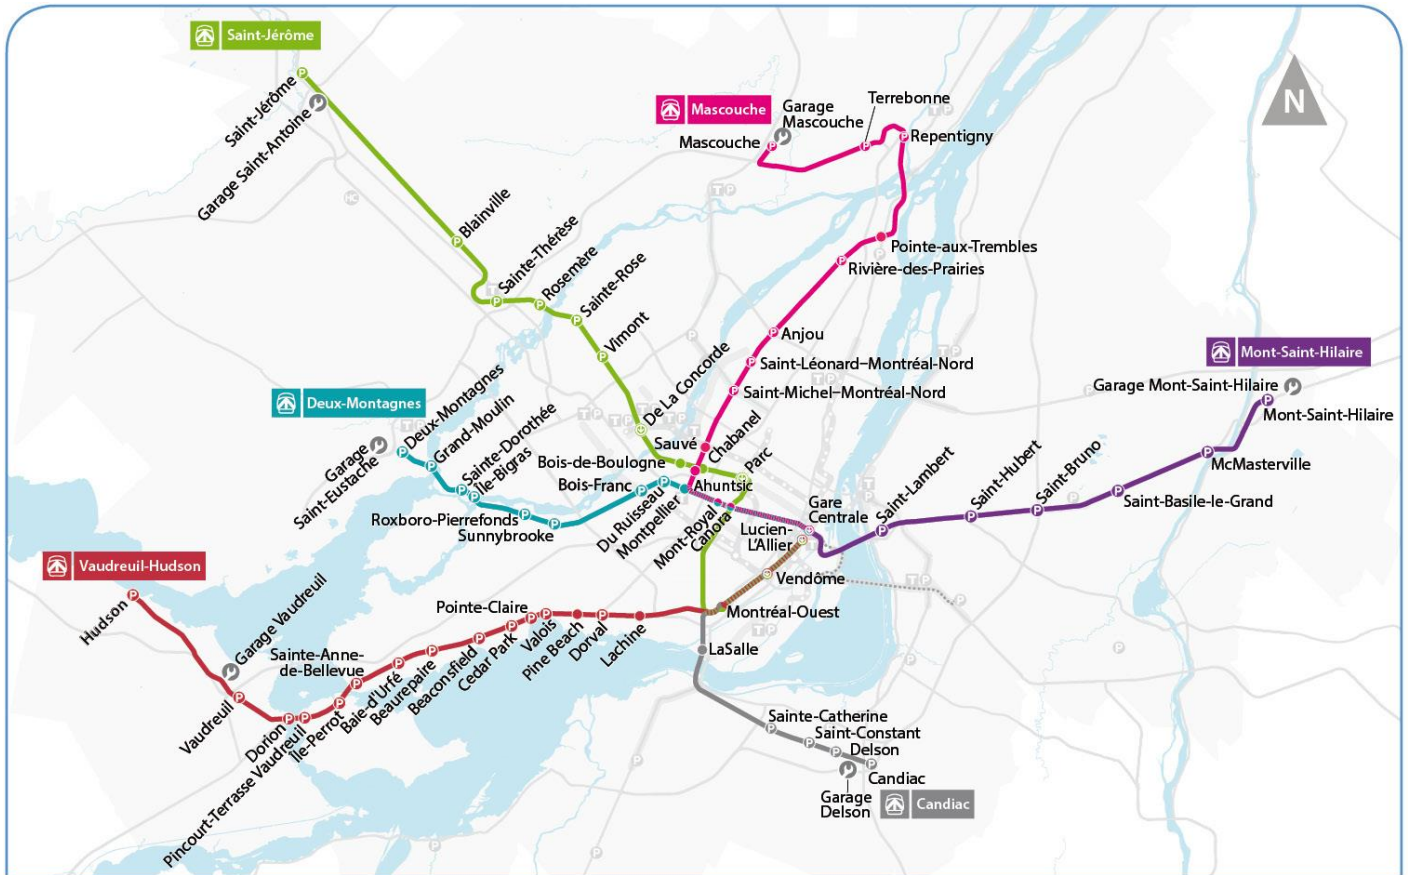 Saint-Jérôme
Saint-Jérôme
Garage Saint-Antoine
Blainville
Sainte-Thérèse
Rosemère
Sainte-Rose
Vimont
De La Concorde
Mascouche
Garage
Mascouche
Mascouche
Terrebonne
Repentigny
N
Pointe-aux-Trembles
Rivière-des-Prairies
Anjou
Saint-Léonard–Montréal-Nord
Saint-Michel–Montréal-Nord
Chabanel
Sauvé
Parc
Bois-de-Boulogne
Ahuntsic
Mont-Saint-Hilaire
Garage Mont-Saint-Hilaire
Mont-Saint-Hilaire
McMasterville
Saint-Basile-le-Grand
Saint-Bruno
Saint-Hubert
Saint-Lambert
Gare
Centrale
Lucien-
L'Allier
Deux-Montagnes
Deux-Montagnes
Grand-Moulin
Sainte-Dorothée
Île-Bigras
Garage
Saint-Eustache
Roxboro-Pierrefonds
Sunnybrooke
Bois-Franc
Du Ruisseau
Montpellier
Mont-Royal
Canora
Vendôme
Montréal-Ouest
Vaudreuil-Hudson
Hudson
Garage Vaudreuil
Vaudreuil
Dorion
Pincourt-Terrasse Vaudreuil
Île-Perrot
Sainte-Anne-
de-Bellevue
Baie-d'Urfé
Beaurepaire
Beaconsfield
Cedar Park
Pointe-Claire
Valois
Pine Beach
Dorval
Lachine
LaSalle
Sainte-Catherine
Saint-Constant
Delson
Candiac
Garage
Delson
Candiac